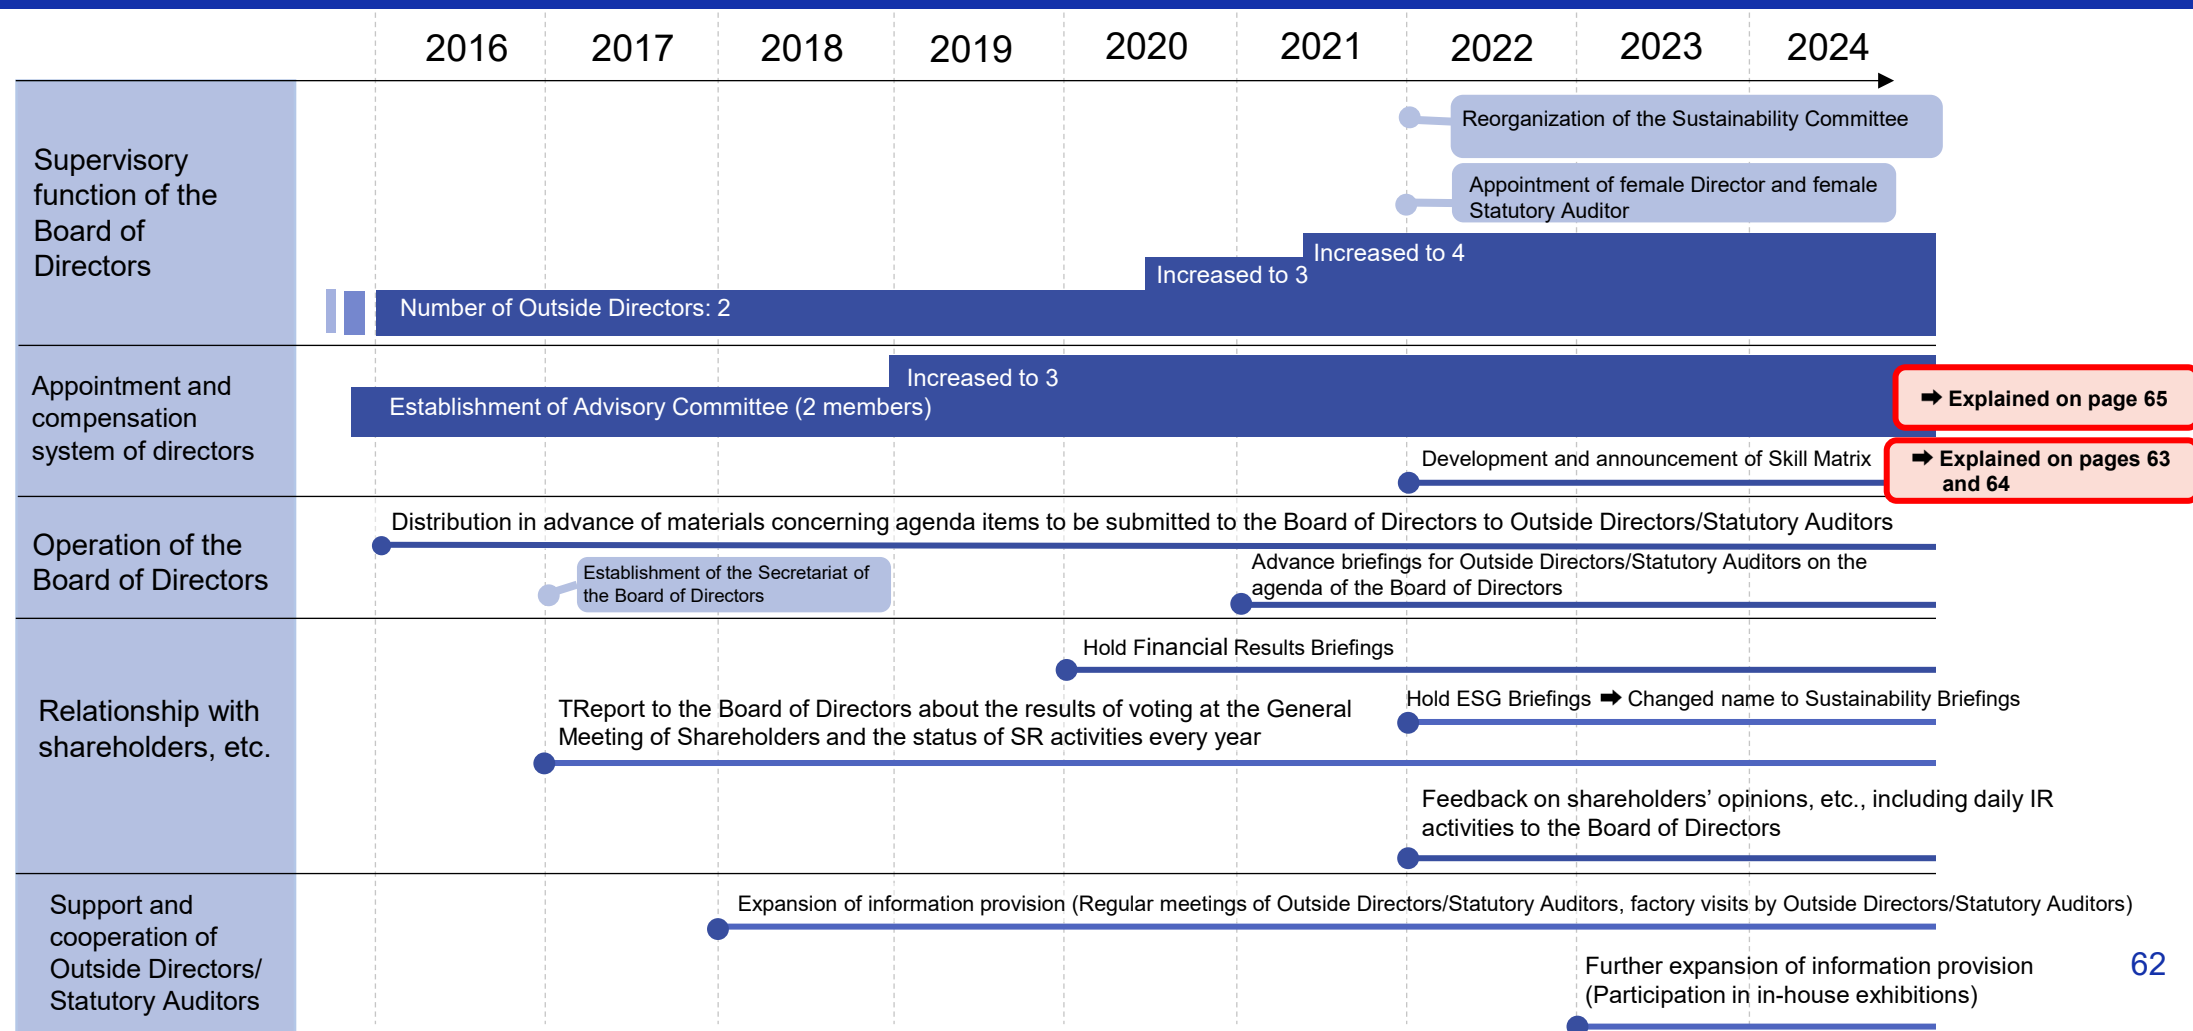 2016 2017 2018 2019 2020 2021 2022 2023 2024
Supervisory
function of the
Board of
Directors
Reorganization of the Sustainability Committee
Appointment of female Director and female
Statutory Auditor
Increased to 4
Increased to 3
Number of Outside Directors: 2
Appointment and
compensation
system of directors
Increased to 3
Establishment of Advisory Committee (2 members)
➡ Explained on page 65
Development and announcement of Skill Matrix
➡ Explained on pages 63
and 64
Operation of the
Board of Directors
Distribution in advance of materials concerning agenda items to be submitted to the Board of Directors to Outside Directors/Statutory Auditors
Establishment of the Secretariat of
the Board of Directors
Advance briefings for Outside Directors/Statutory Auditors on the
agenda of the Board of Directors
Relationship with
shareholders, etc.
Hold Financial Results Briefings
TReport to the Board of Directors about the results of voting at the General
Meeting of Shareholders and the status of SR activities every year
Hold ESG Briefings ➡ Changed name to Sustainability Briefings
Feedback on shareholders’ opinions, etc., including daily IR
activities to the Board of Directors
Support and
cooperation of
Outside Directors/
Statutory Auditors
Expansion of information provision (Regular meetings of Outside Directors/Statutory Auditors, factory visits by Outside Directors/Statutory Auditors)
Further expansion of information provision
(Participation in in-house exhibitions)
62